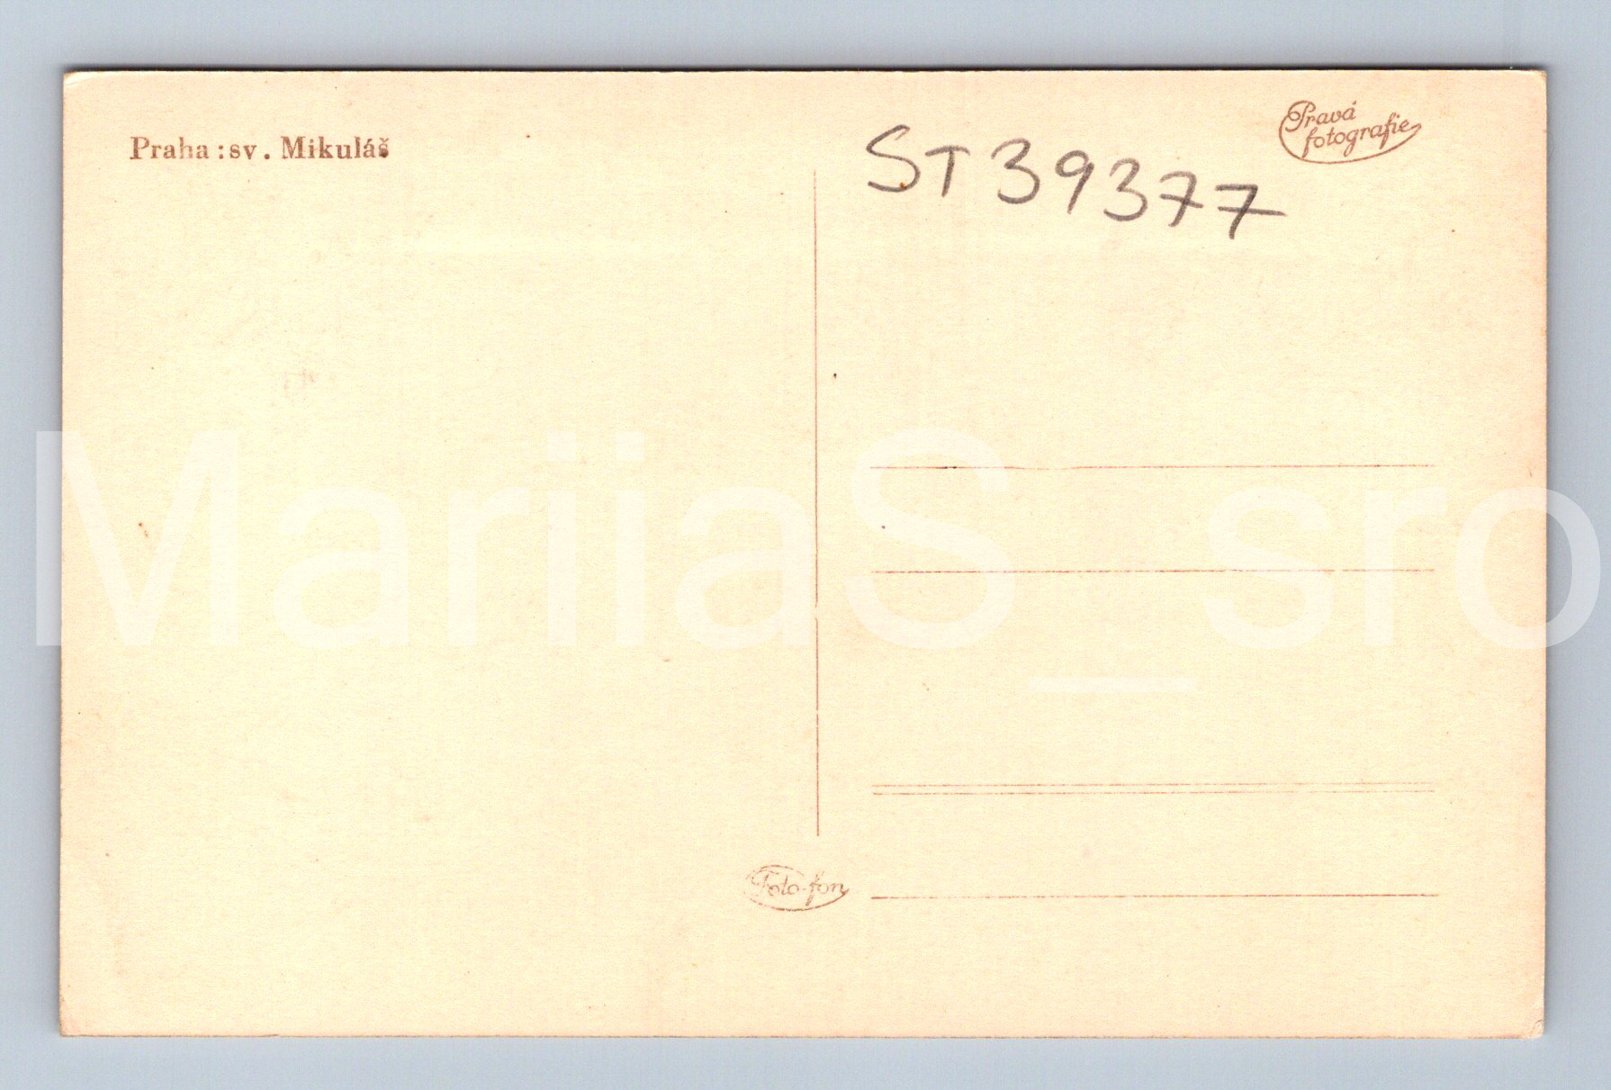 Praha : sv. Mikuláš
ST 39377
Pravá
fotografie
Foto-fon
MariiaS_sro